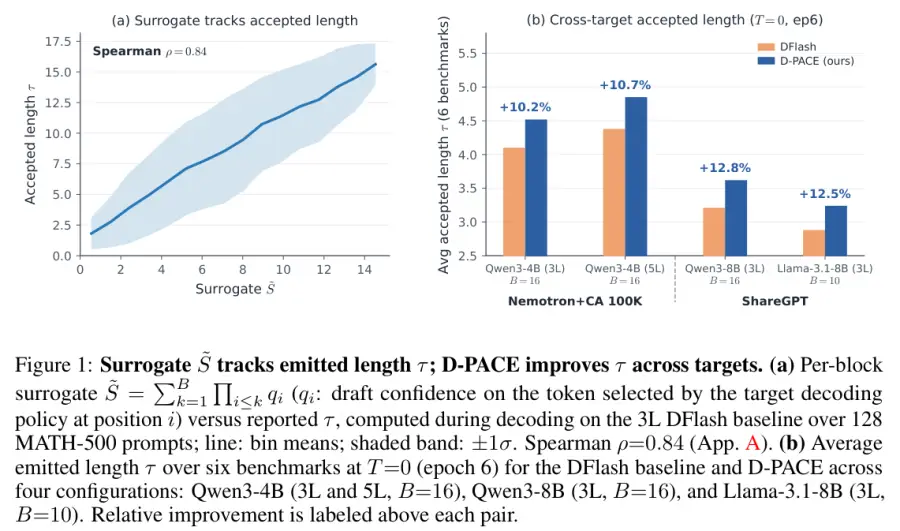 (a) Surrogate tracks accepted length
Spearman ρ = 0.84
Accepted length τ
17.5
15.0
12.5
10.0
7.5
5.0
2.5
0.0
0 2 4 6 8 10 12 14
Surrogate S̃
(b) Cross-target accepted length (T = 0, ep6)
DFlash
D-PACE (ours)
Avg accepted length τ (6 benchmarks)
5.5
5.0
4.5
4.0
3.5
3.0
2.5
+10.2%
+10.7%
+12.8%
+12.5%
Qwen3-4B (3L) Qwen3-4B (5L) Qwen3-8B (3L) Llama-3.1-8B (3L)
B = 16 B = 16 B = 16 B = 10
Nemotron+CA 100K ShareGPT
Figure 1: Surrogate S̃ tracks emitted length τ; D-PACE improves τ across targets. (a) Per-block
surrogate S̃ = ∑ᴮₖ₌₁ ∏ᵢ≤ₖ qᵢ (qᵢ: draft confidence on the token selected by the target decoding
policy at position i) versus reported τ, computed during decoding on the 3L DFlash baseline over 128
MATH-500 prompts; line: bin means; shaded band: ±1σ. Spearman ρ=0.84 (App. A). (b) Average
emitted length τ over six benchmarks at T=0 (epoch 6) for the DFlash baseline and D-PACE across
four configurations: Qwen3-4B (3L and 5L, B=16), Qwen3-8B (3L, B=16), and Llama-3.1-8B (3L,
B=10). Relative improvement is labeled above each pair.